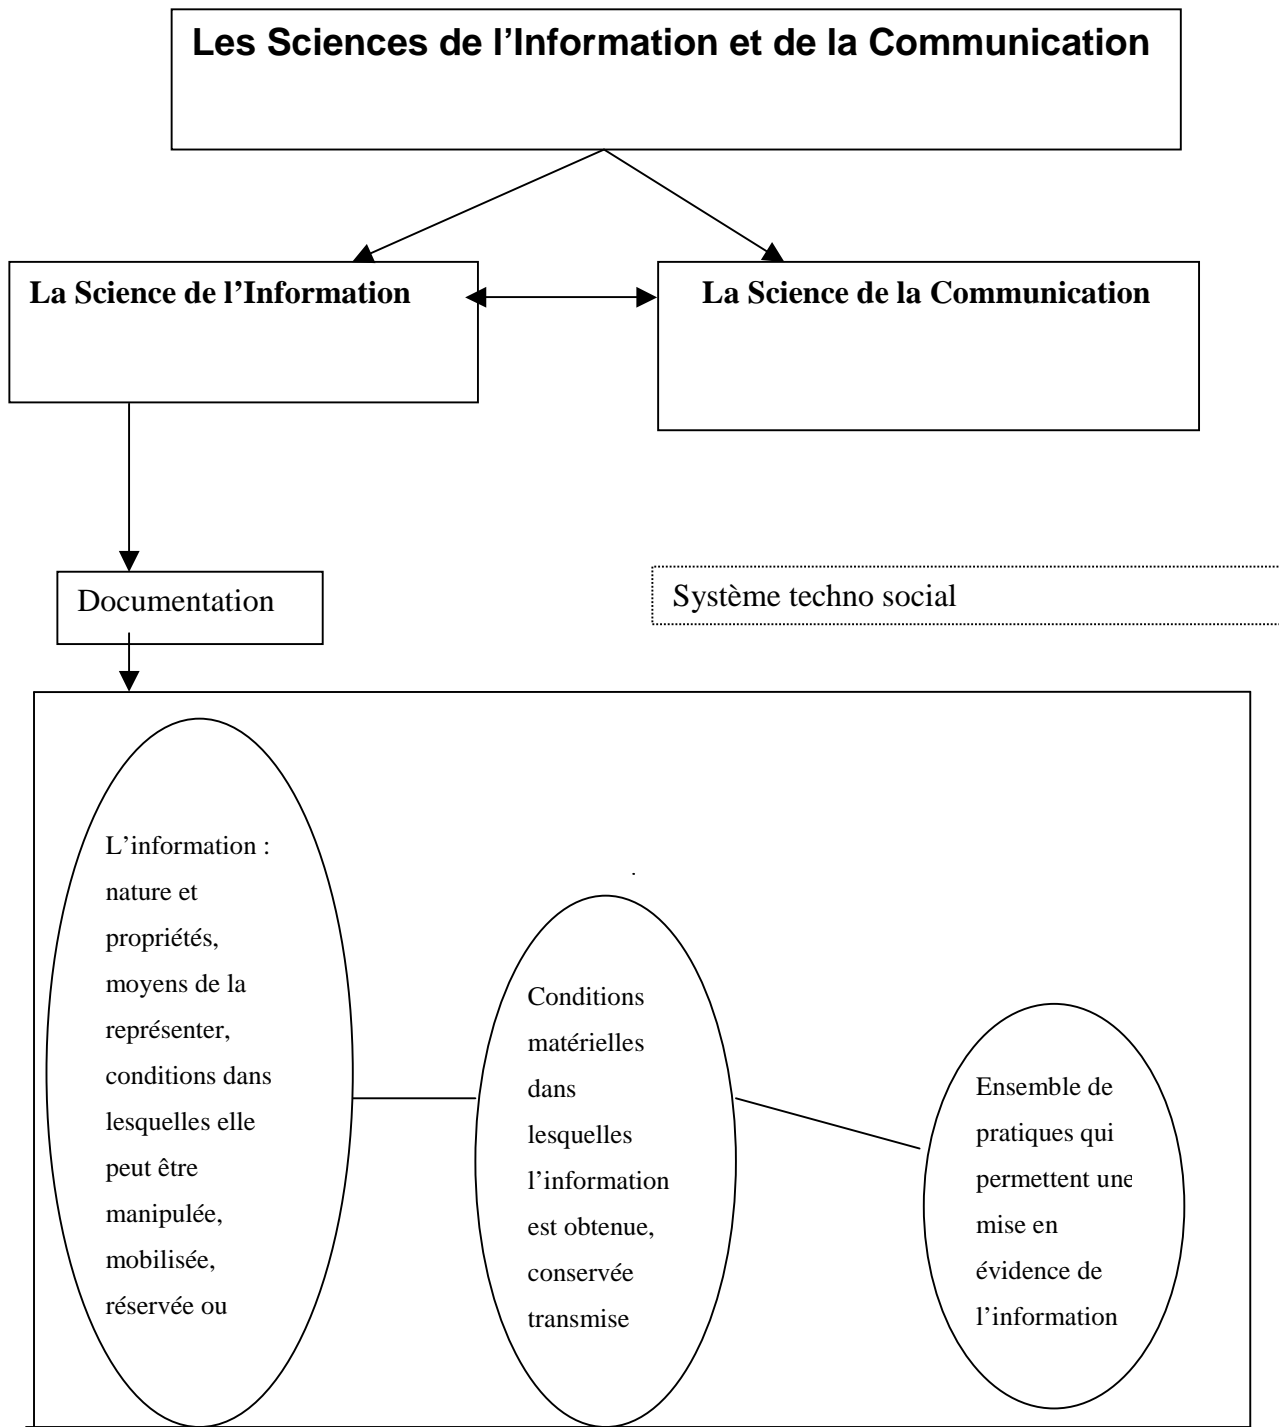 Les Sciences de l’Information et de la Communication
La Science de l’Information
La Science de la Communication
Documentation
Système techno social
L’information :
nature et
propriétés,
moyens de la
représenter,
conditions dans
lesquelles elle
peut être
manipulée,
mobilisée,
réservée ou
Conditions
matérielles
dans
lesquelles
l’information
est obtenue,
conservée
transmise
Ensemble de
pratiques qui
permettent une
mise en
évidence de
l’information